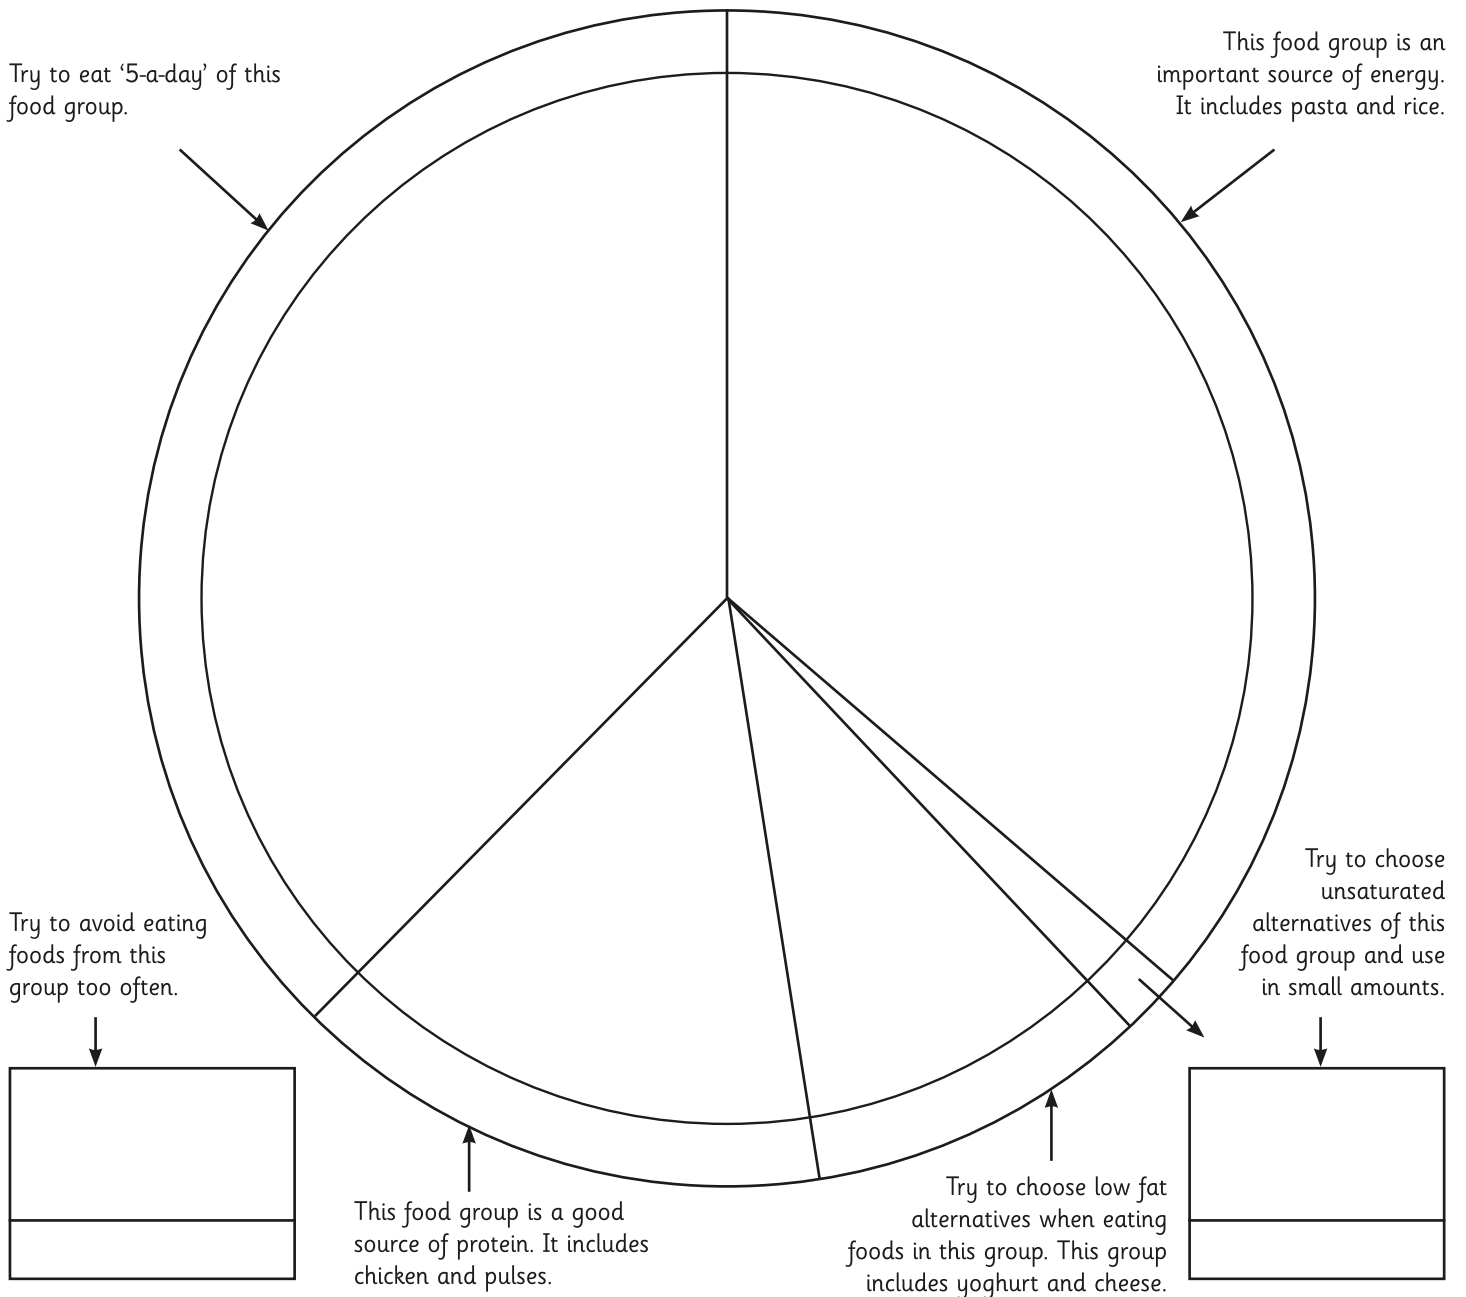 Try to eat ‘5-a-day’ of this
food group.
This food group is an
important source of energy.
It includes pasta and rice.
Try to choose
unsaturated
alternatives of this
food group and use
in small amounts.
Try to avoid eating
foods from this
group too often.
This food group is a good
source of protein. It includes
chicken and pulses.
Try to choose low fat
alternatives when eating
foods in this group. This group
includes yoghurt and cheese.